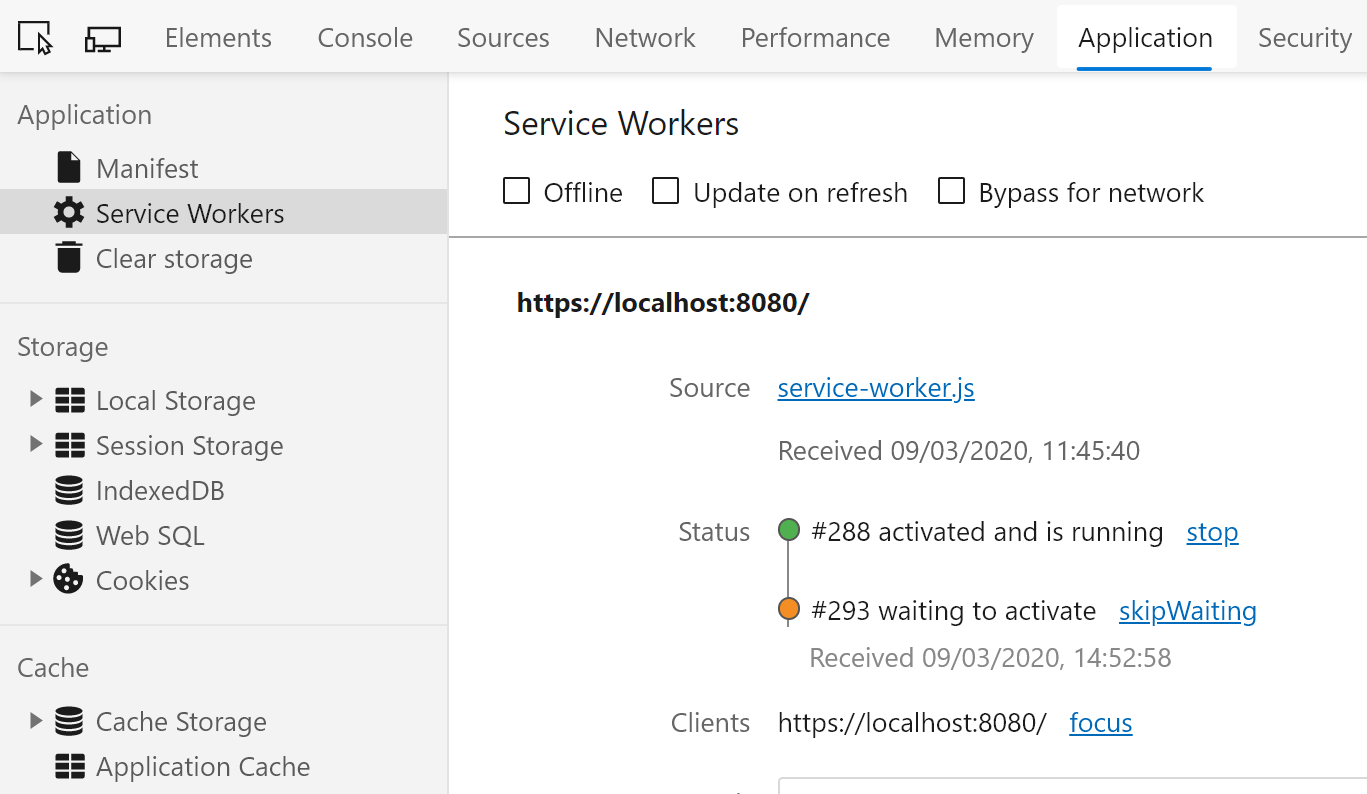 Elements Console Sources Network Performance Memory Application Security
Application
Manifest
Service Workers
Clear storage
Storage
Local Storage
Session Storage
IndexedDB
Web SQL
Cookies
Cache
Cache Storage
Application Cache
Service Workers
Offline Update on refresh Bypass for network
https://localhost:8080/
Source service-worker.js
Received 09/03/2020, 11:45:40
Status #288 activated and is running stop
#293 waiting to activate skipWaiting
Received 09/03/2020, 14:52:58
Clients https://localhost:8080/ focus